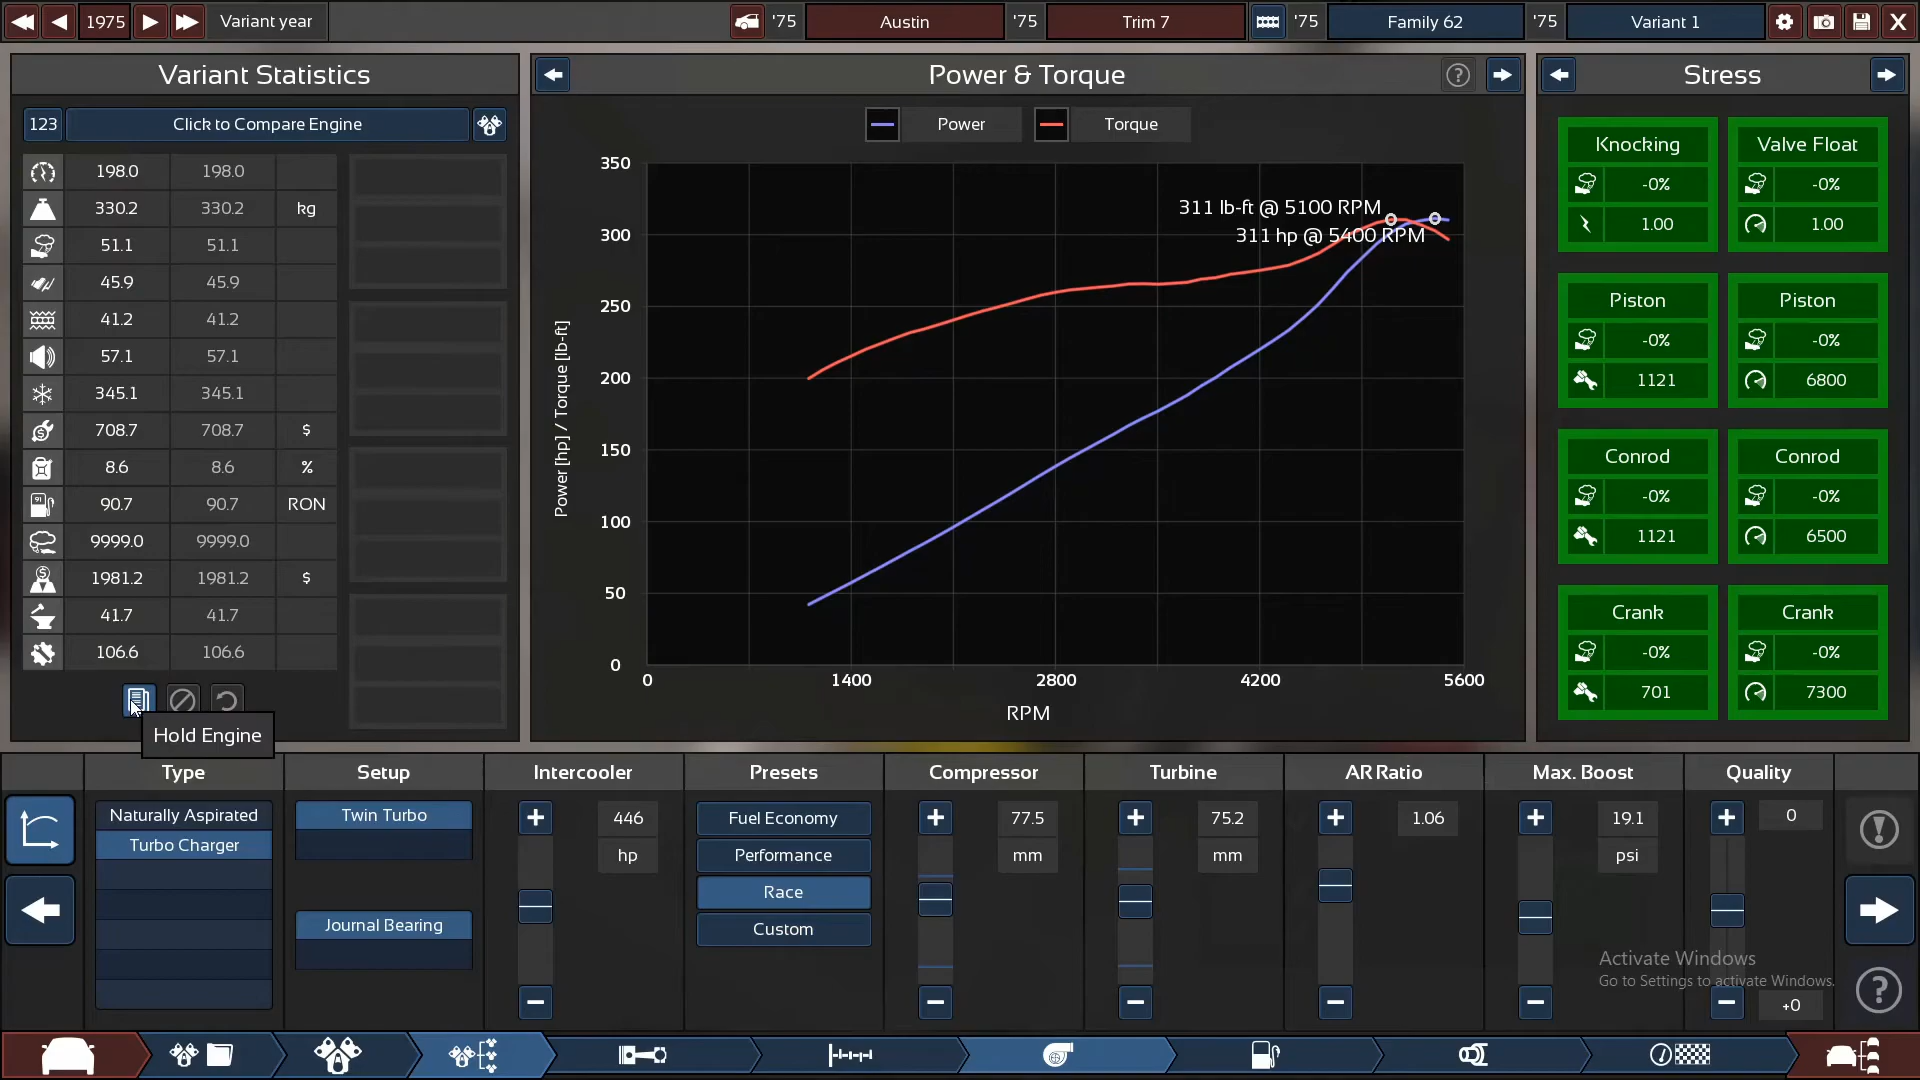 1975
Variant year
'75
Austin
'75
Trim 7
'75
Family 62
'75
Variant 1
Variant Statistics
123
Click to Compare Engine
198.0 198.0
330.2 330.2 kg
51.1 51.1
45.9 45.9
41.2 41.2
57.1 57.1
345.1 345.1
708.7 708.7 $
8.6 8.6 %
90.7 90.7 RON
9999.0 9999.0
1981.2 1981.2 $
41.7 41.7
106.6 106.6
Hold Engine
Power & Torque
Power
Torque
350
300
250
200
150
100
50
0
Power [hp] / Torque [lb-ft]
311 lb-ft @ 5100 RPM
311 hp @ 5400 RPM
0 1400 2800 4200 5600
RPM
Stress
Knocking
-0%
1.00
Valve Float
-0%
1.00
Piston
-0%
1121
Piston
-0%
6800
Conrod
-0%
1121
Conrod
-0%
6500
Crank
-0%
701
Crank
-0%
7300
Type
Naturally Aspirated
Turbo Charger
Setup
Twin Turbo
Journal Bearing
Intercooler
446
hp
Presets
Fuel Economy
Performance
Race
Custom
Compressor
77.5
mm
Turbine
75.2
mm
AR Ratio
1.06
Max. Boost
19.1
psi
Quality
0
+0
Activate Windows
Go to Settings to activate Windows.